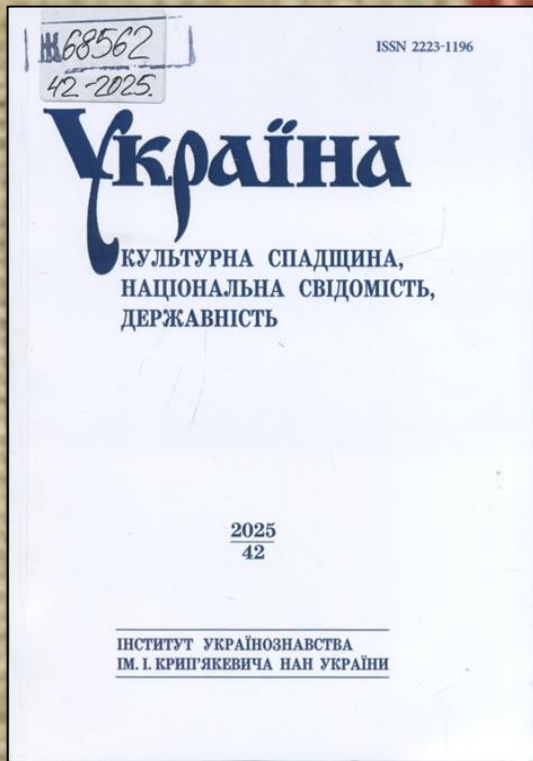 Ж68562
42-2025.
ISSN 2223-1196
Україна
КУЛЬТУРНА СПАДЩИНА,
НАЦІОНАЛЬНА СВІДОМІСТЬ,
ДЕРЖАВНІСТЬ
2025
42
ІНСТИТУТ УКРАЇНОЗНАВСТВА
ІМ. І. КРИП'ЯКЕВИЧА НАН УКРАЇНИ